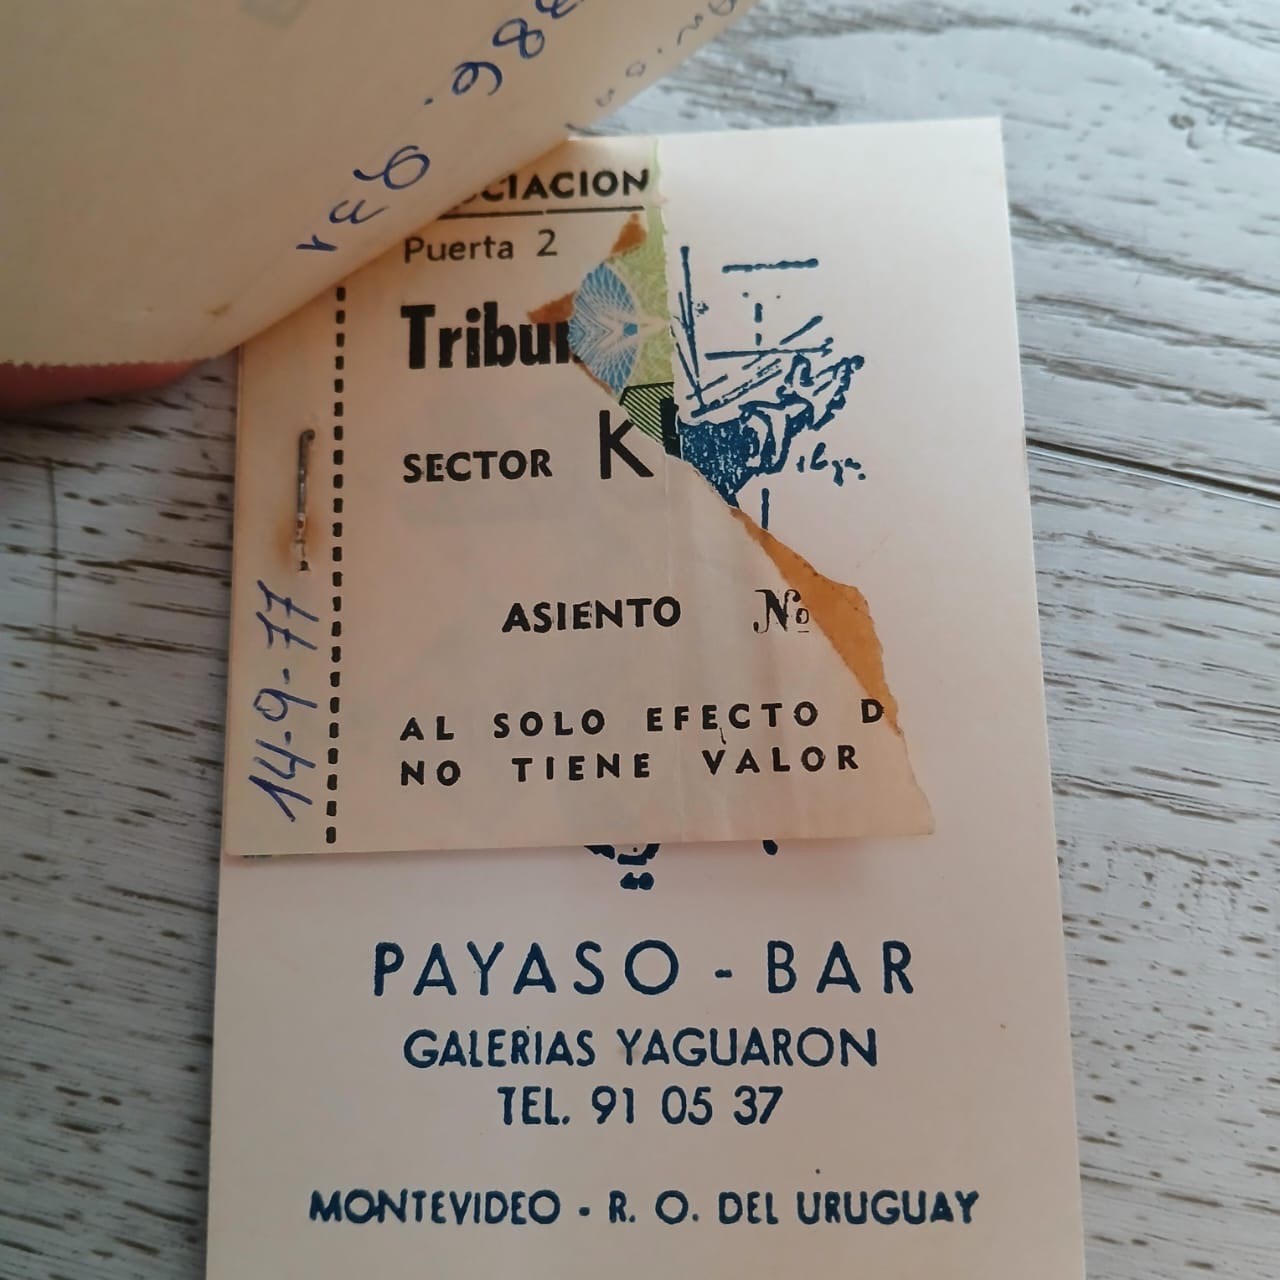 CIACION
Puerta 2
Tribun
SECTOR K
ASIENTO Nº
AL SOLO EFECTO D
NO TIENE VALOR
14-9-77
PAYASO - BAR
GALERIAS YAGUARON
TEL. 91 05 37
MONTEVIDEO - R. O. DEL URUGUAY